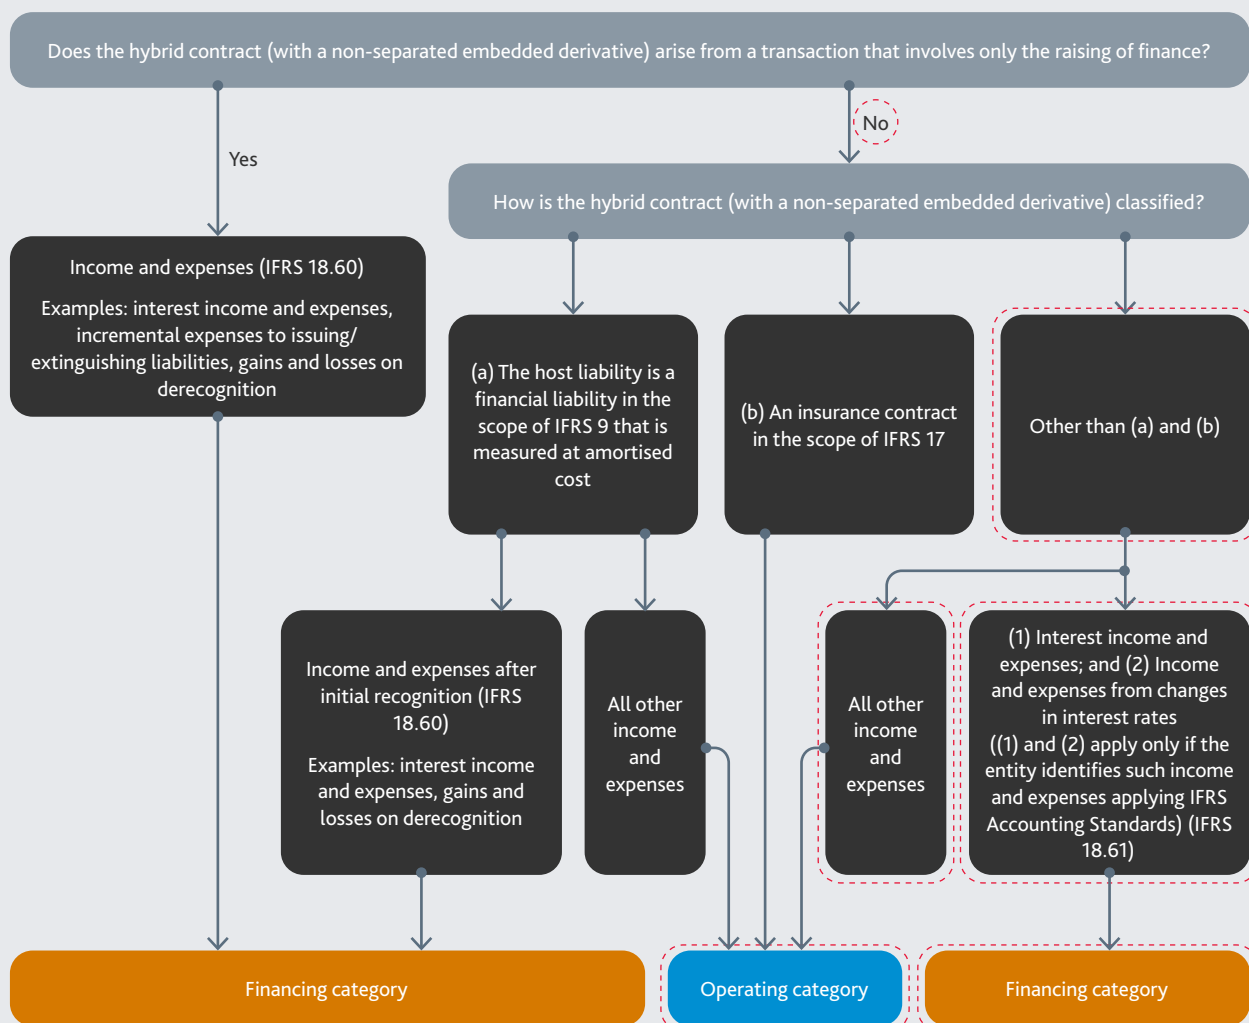 Does the hybrid contract (with a non-separated embedded derivative) arise from a transaction that involves only the raising of finance?
Yes
No
How is the hybrid contract (with a non-separated embedded derivative) classified?
Income and expenses (IFRS 18.60)
Examples: interest income and expenses,
incremental expenses to issuing/
extinguishing liabilities, gains and losses on
derecognition
(a) The host liability is a
financial liability in the
scope of IFRS 9 that is
measured at amortised
cost
(b) An insurance contract
in the scope of IFRS 17
Other than (a) and (b)
Income and expenses after
initial recognition (IFRS
18.60)
Examples: interest income
and expenses, gains and
losses on derecognition
All other
income
and
expenses
All other
income
and
expenses
(1) Interest income and
expenses; and (2) Income
and expenses from changes
in interest rates
((1) and (2) apply only if the
entity identifies such income
and expenses applying IFRS
Accounting Standards) (IFRS
18.61)
Financing category
Operating category
Financing category